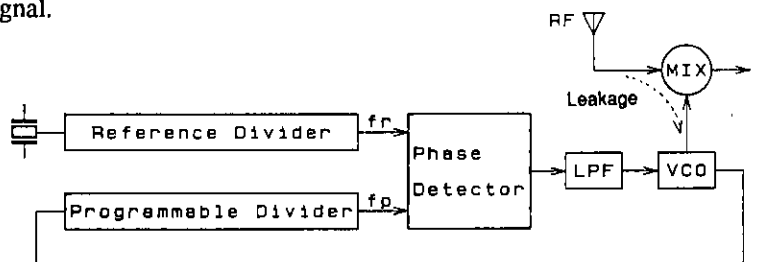 gnal.
RF
MIX
Leakage
Reference Divider
fr
Phase
Detector
LPF
VCO
Programmable Divider
fp